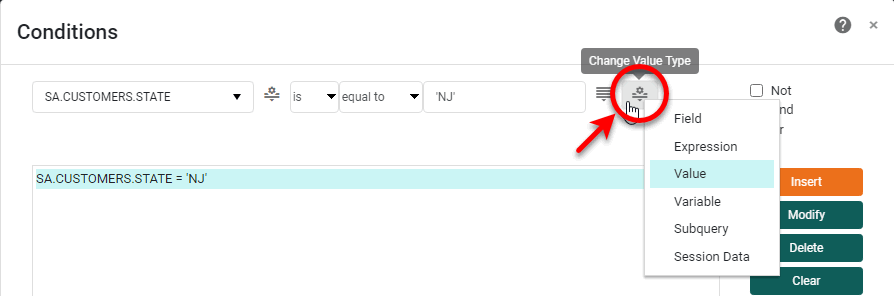 Conditions
Change Value Type
SA.CUSTOMERS.STATE
is
equal to
'NJ'
Not
Field
Expression
Value
Variable
Subquery
Session Data
SA.CUSTOMERS.STATE = 'NJ'
Insert
Modify
Delete
Clear